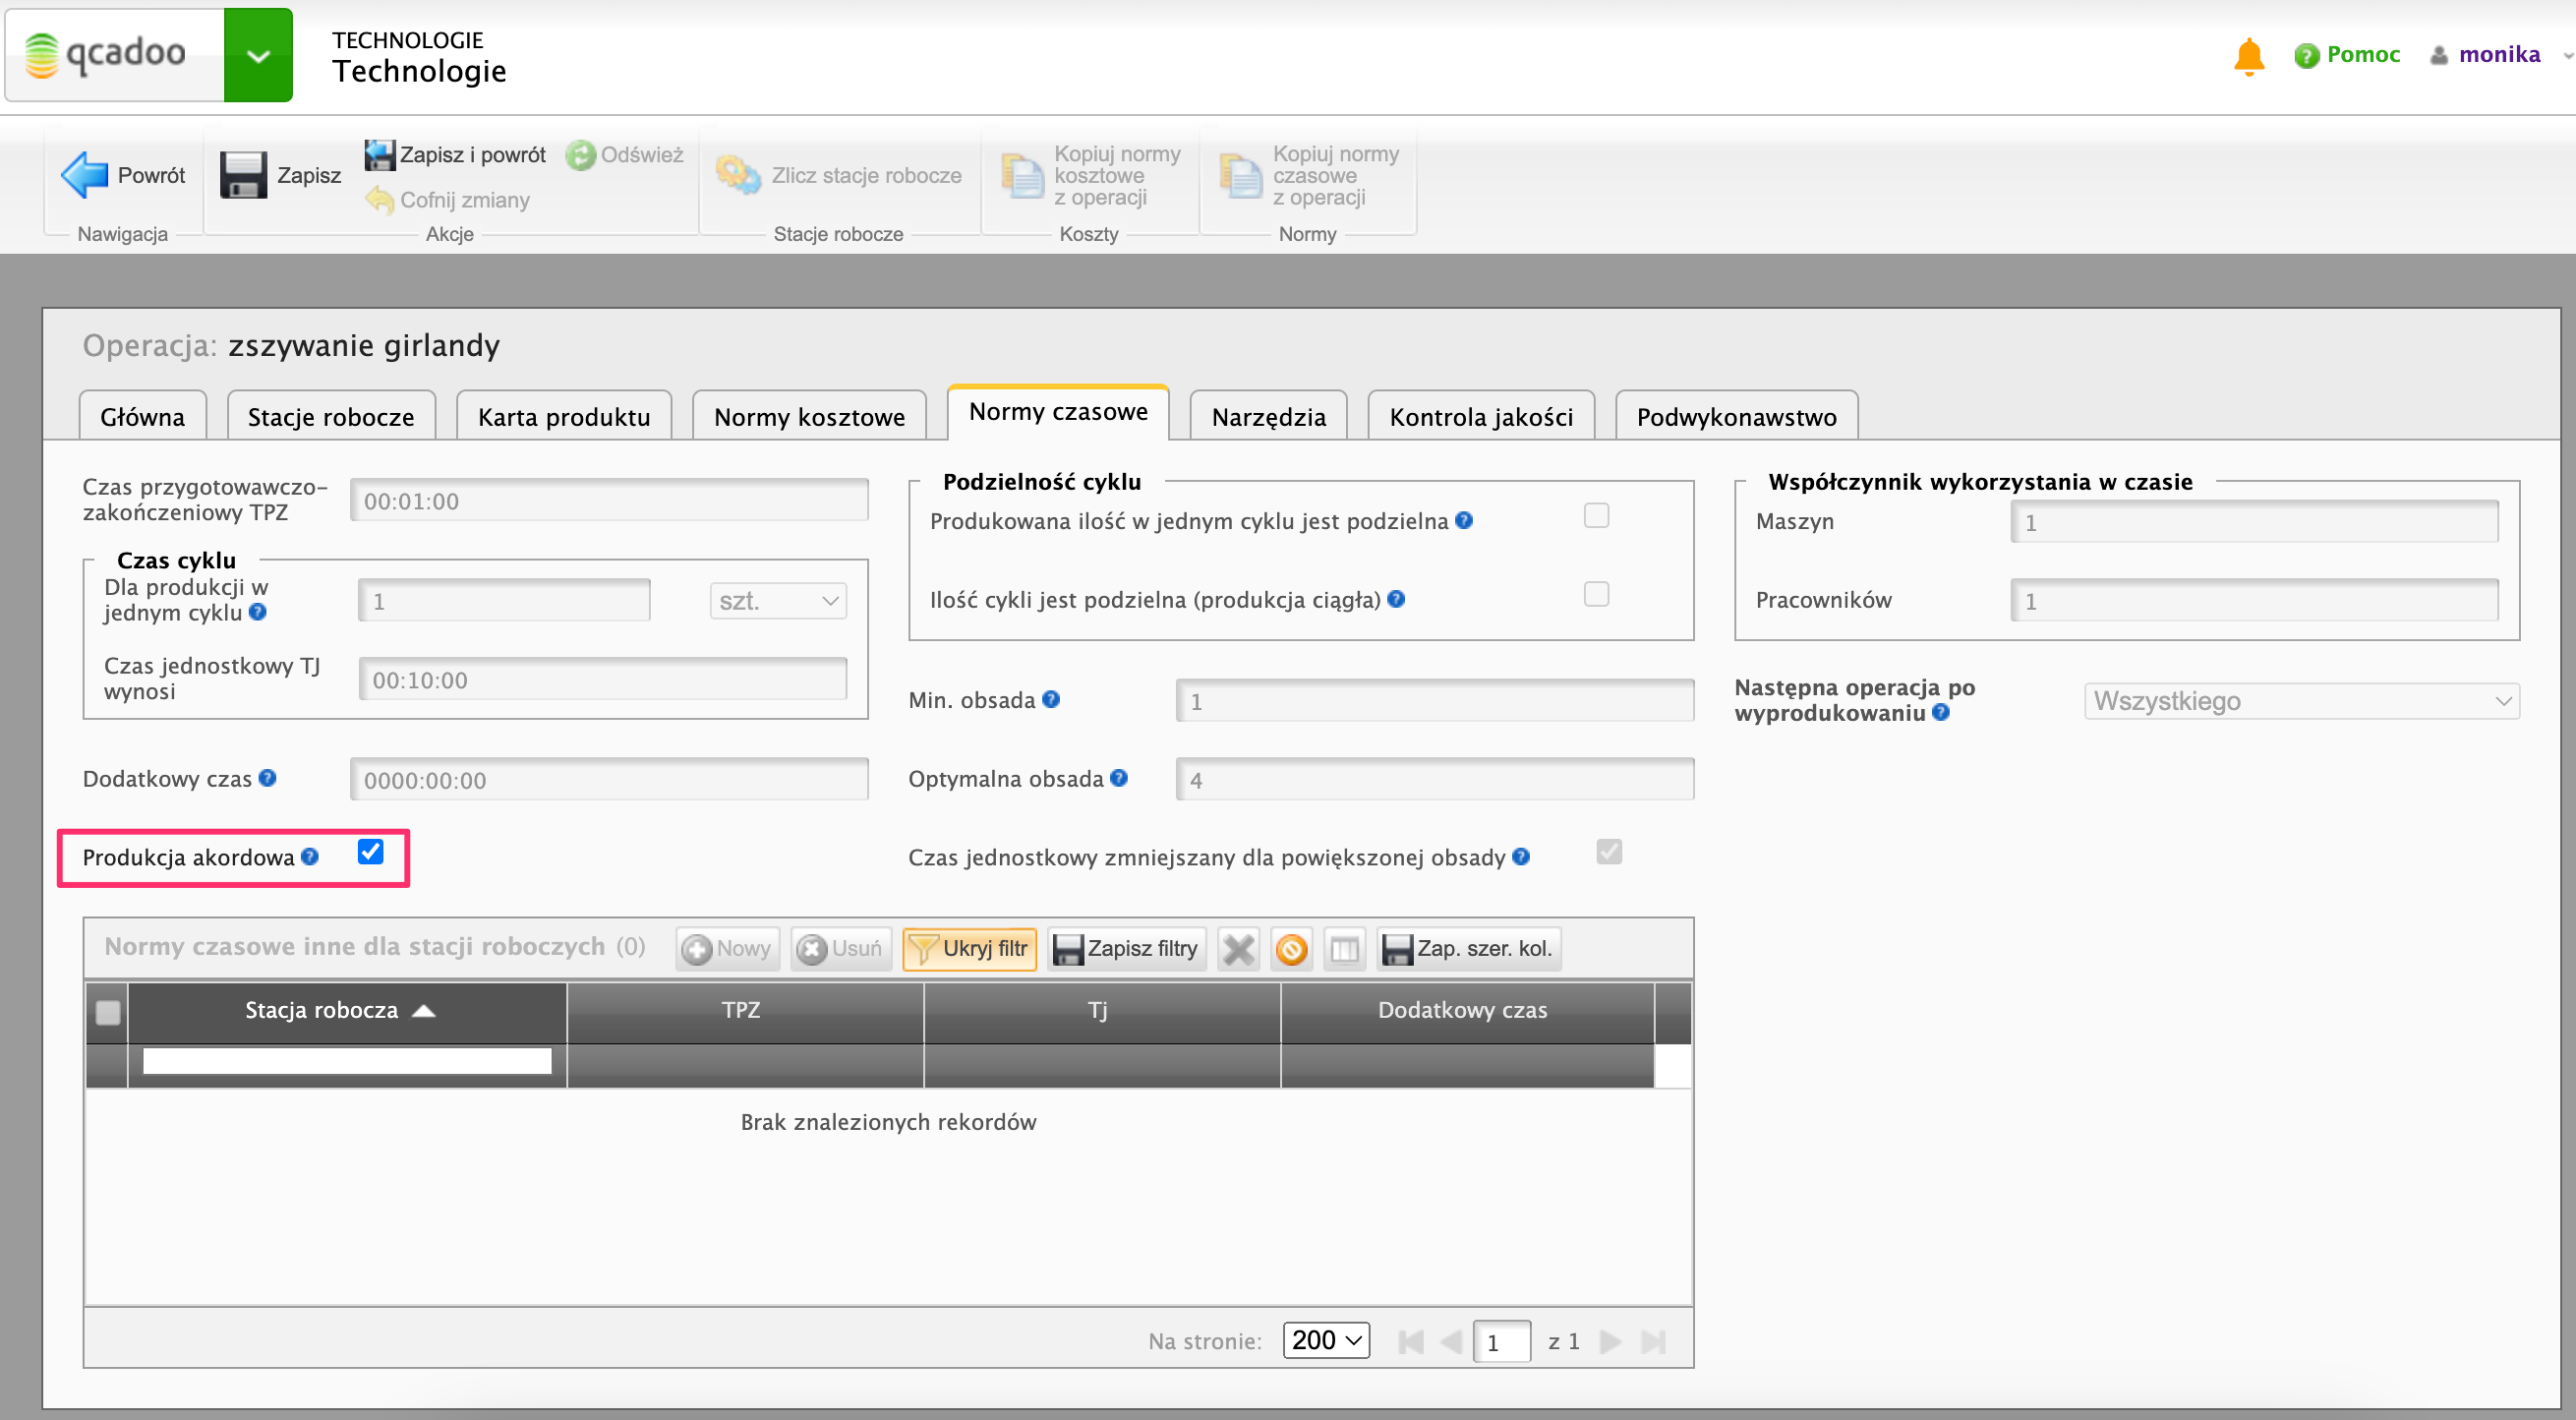 qcadoo
TECHNOLOGIE
Technologie
Pomoc
monika
Powrót
Nawigacja
Zapisz
Zapisz i powrót
Odśwież
Cofnij zmiany
Akcje
Zlicz stacje robocze
Stacje robocze
Kopiuj normy
kosztowe
z operacji
Koszty
Kopiuj normy
czasowe
z operacji
Normy
Operacja: zszywanie girlandy
Główna
Stacje robocze
Karta produktu
Normy kosztowe
Normy czasowe
Narzędzia
Kontrola jakości
Podwykonawstwo
Czas przygotowawczo-
zakończeniowy TPZ
00:01:00
Czas cyklu
Dla produkcji w
jednym cyklu
1
szt.
Czas jednostkowy TJ
wynosi
00:10:00
Dodatkowy czas
0000:00:00
Produkcja akordowa
Podzielność cyklu
Produkowana ilość w jednym cyklu jest podzielna
Ilość cykli jest podzielna (produkcja ciągła)
Min. obsada
1
Optymalna obsada
4
Czas jednostkowy zmniejszany dla powiększonej obsady
Współczynnik wykorzystania w czasie
Maszyn
1
Pracowników
1
Następna operacja po
wyprodukowaniu
Wszystkiego
Normy czasowe inne dla stacji roboczych (0)
Nowy
Usuń
Ukryj filtr
Zapisz filtry
Zap. szer. kol.
Stacja robocza
TPZ
Tj
Dodatkowy czas
Brak znalezionych rekordów
Na stronie:
200
1
z 1